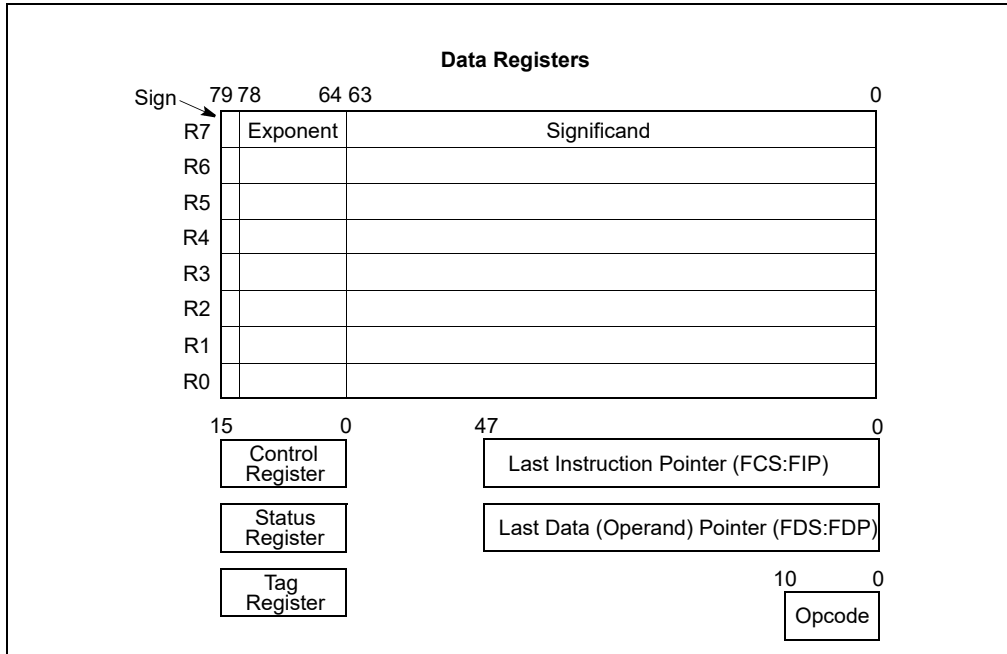 Data Registers
Sign 79 78 64 63 0
R7 Exponent Significand
R6
R5
R4
R3
R2
R1
R0
15 0 47 0
Control
Register
Last Instruction Pointer (FCS:FIP)
Status
Register
Last Data (Operand) Pointer (FDS:FDP)
Tag
Register
10 0
Opcode